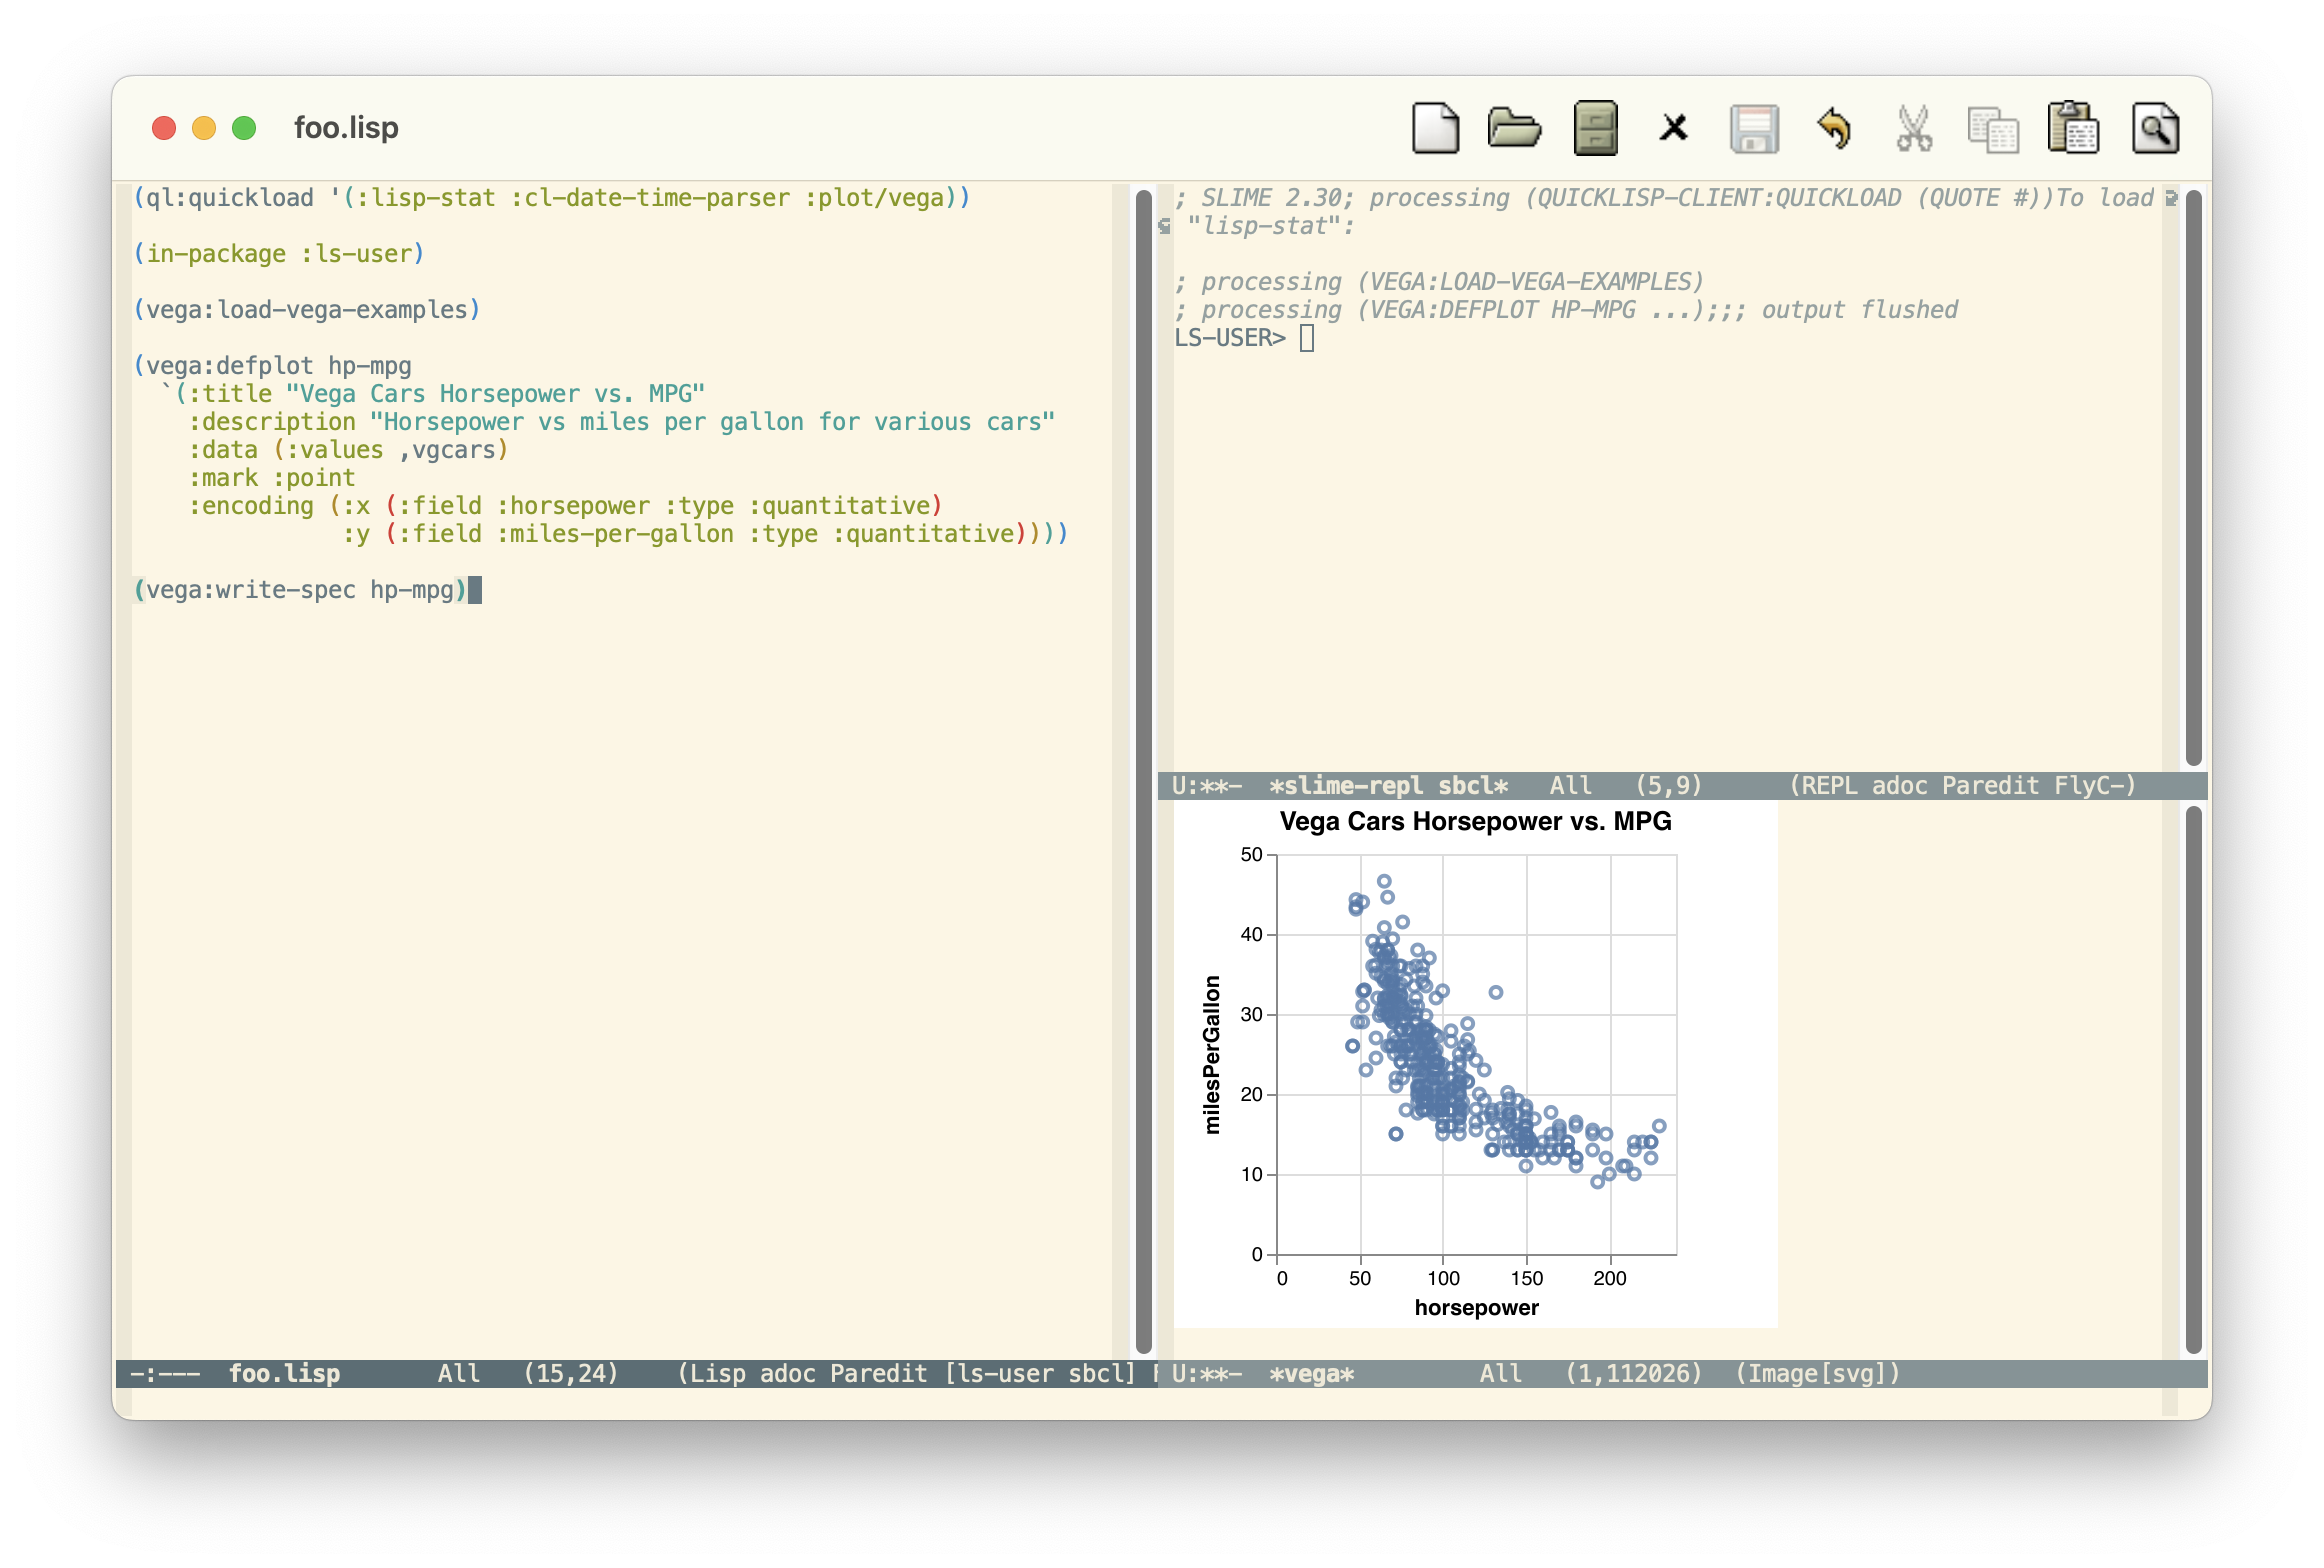 foo.lisp
(ql:quickload '(:lisp-stat :cl-date-time-parser :plot/vega))
(in-package :ls-user)
(vega:load-vega-examples)
(vega:defplot hp-mpg
  `(:title "Vega Cars Horsepower vs. MPG"
    :description "Horsepower vs miles per gallon for various cars"
    :data (:values ,vgcars)
    :mark :point
    :encoding (:x (:field :horsepower :type :quantitative)
               :y (:field :miles-per-gallon :type :quantitative))))
(vega:write-spec hp-mpg)
-:---  foo.lisp       All   (15,24)    (Lisp adoc Paredit [ls-user sbcl]
; SLIME 2.30; processing (QUICKLISP-CLIENT:QUICKLOAD (QUOTE #))To load
 "lisp-stat":
; processing (VEGA:LOAD-VEGA-EXAMPLES)
; processing (VEGA:DEFPLOT HP-MPG ...);;; output flushed
LS-USER>
U:**-  *slime-repl sbcl*   All   (5,9)      (REPL adoc Paredit FlyC-)
Vega Cars Horsepower vs. MPG
50
40
30
20
10
0
milesPerGallon
0 50 100 150 200
horsepower
U:**-  *vega*         All   (1,112026)  (Image[svg])